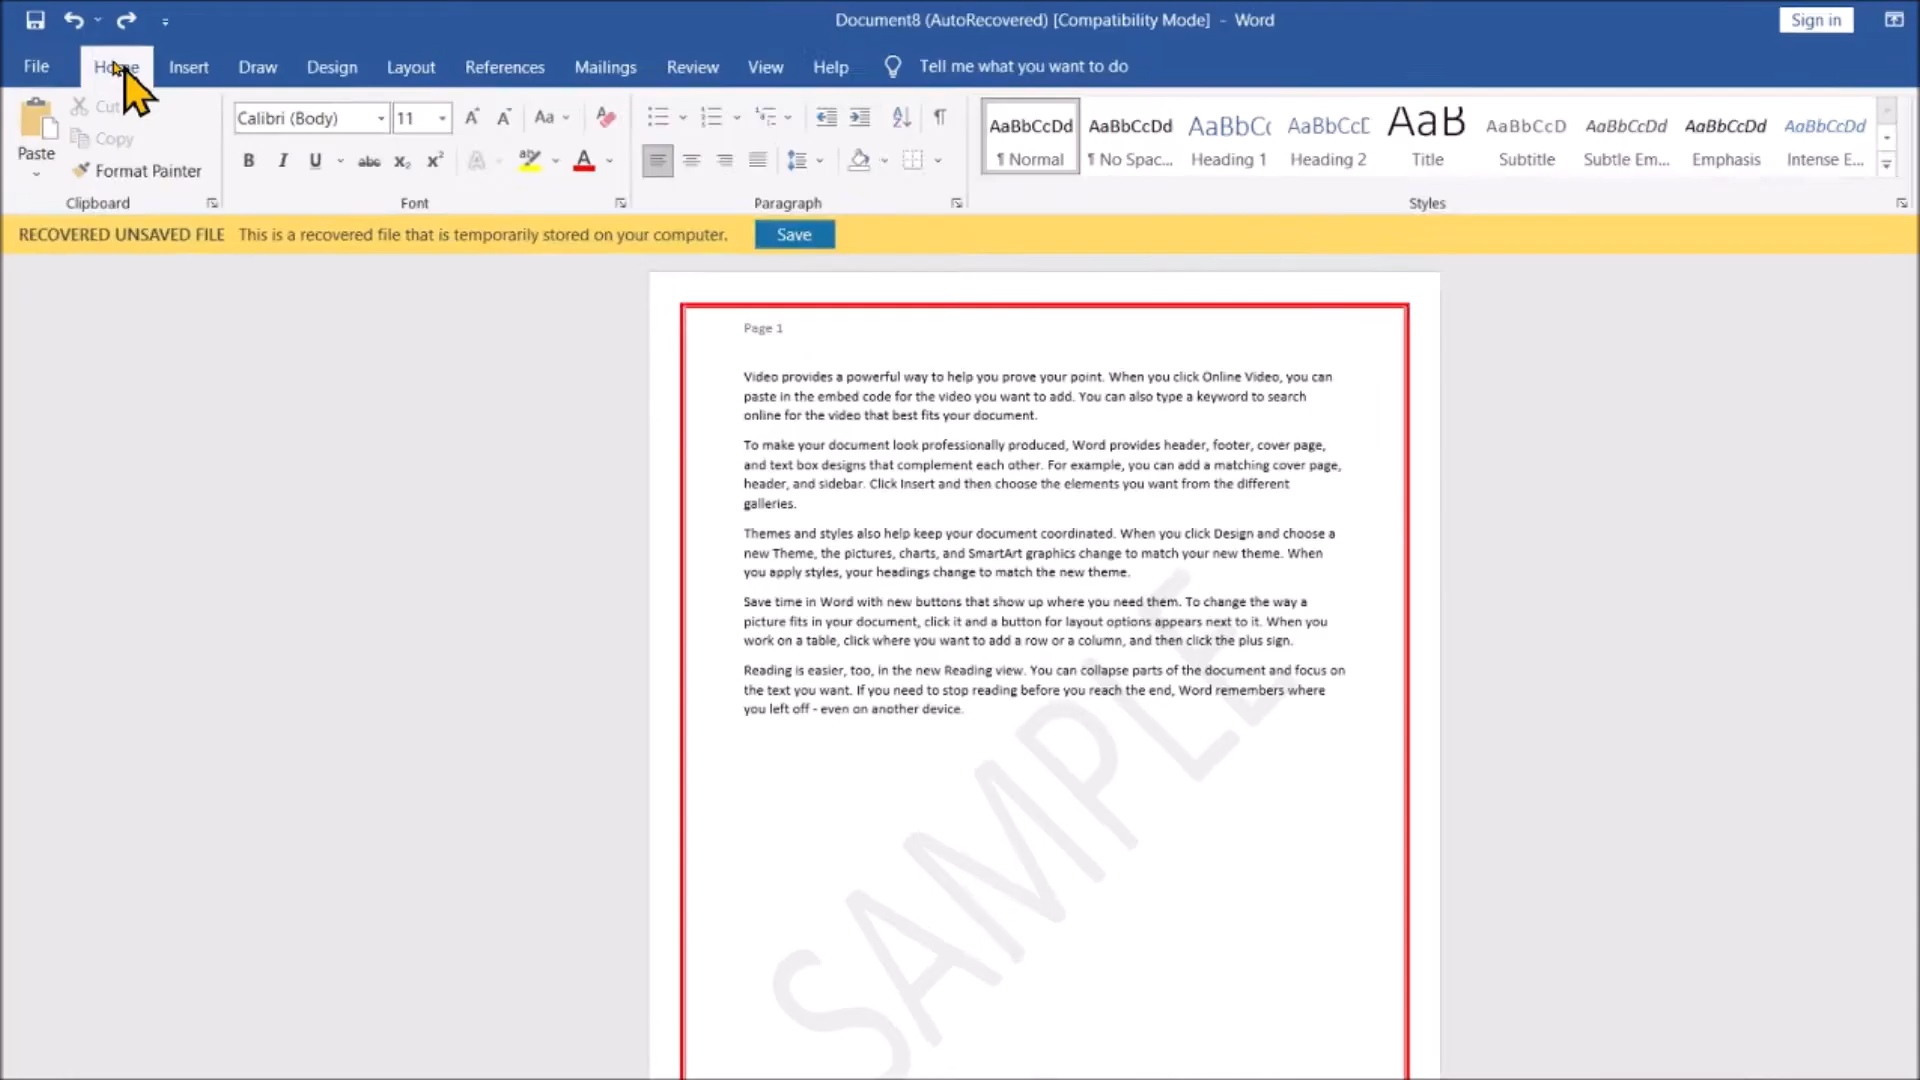 Document8 (AutoRecovered) [Compatibility Mode] - Word
Sign in
File Home Insert Draw Design Layout References Mailings Review View Help Tell me what you want to do
Paste
Cut
Copy
Format Painter
Clipboard
Calibri (Body) 11
Aa
B I U abc x₂ x² A aby A
Font
Paragraph
AaBbCcDd AaBbCcDd AaBbCc AaBbCcD AaB AaBbCcD AaBbCcDd AaBbCcDd AaBbCcDd
¶ Normal ¶ No Spac... Heading 1 Heading 2 Title Subtitle Subtle Em... Emphasis Intense E...
Styles
RECOVERED UNSAVED FILE This is a recovered file that is temporarily stored on your computer. Save
Page 1
Video provides a powerful way to help you prove your point. When you click Online Video, you can
paste in the embed code for the video you want to add. You can also type a keyword to search
online for the video that best fits your document.
To make your document look professionally produced, Word provides header, footer, cover page,
and text box designs that complement each other. For example, you can add a matching cover page,
header, and sidebar. Click Insert and then choose the elements you want from the different
galleries.
Themes and styles also help keep your document coordinated. When you click Design and choose a
new Theme, the pictures, charts, and SmartArt graphics change to match your new theme. When
you apply styles, your headings change to match the new theme.
Save time in Word with new buttons that show up where you need them. To change the way a
picture fits in your document, click it and a button for layout options appears next to it. When you
work on a table, click where you want to add a row or a column, and then click the plus sign.
Reading is easier, too, in the new Reading view. You can collapse parts of the document and focus on
the text you want. If you need to stop reading before you reach the end, Word remembers where
you left off - even on another device.
SAMPLE